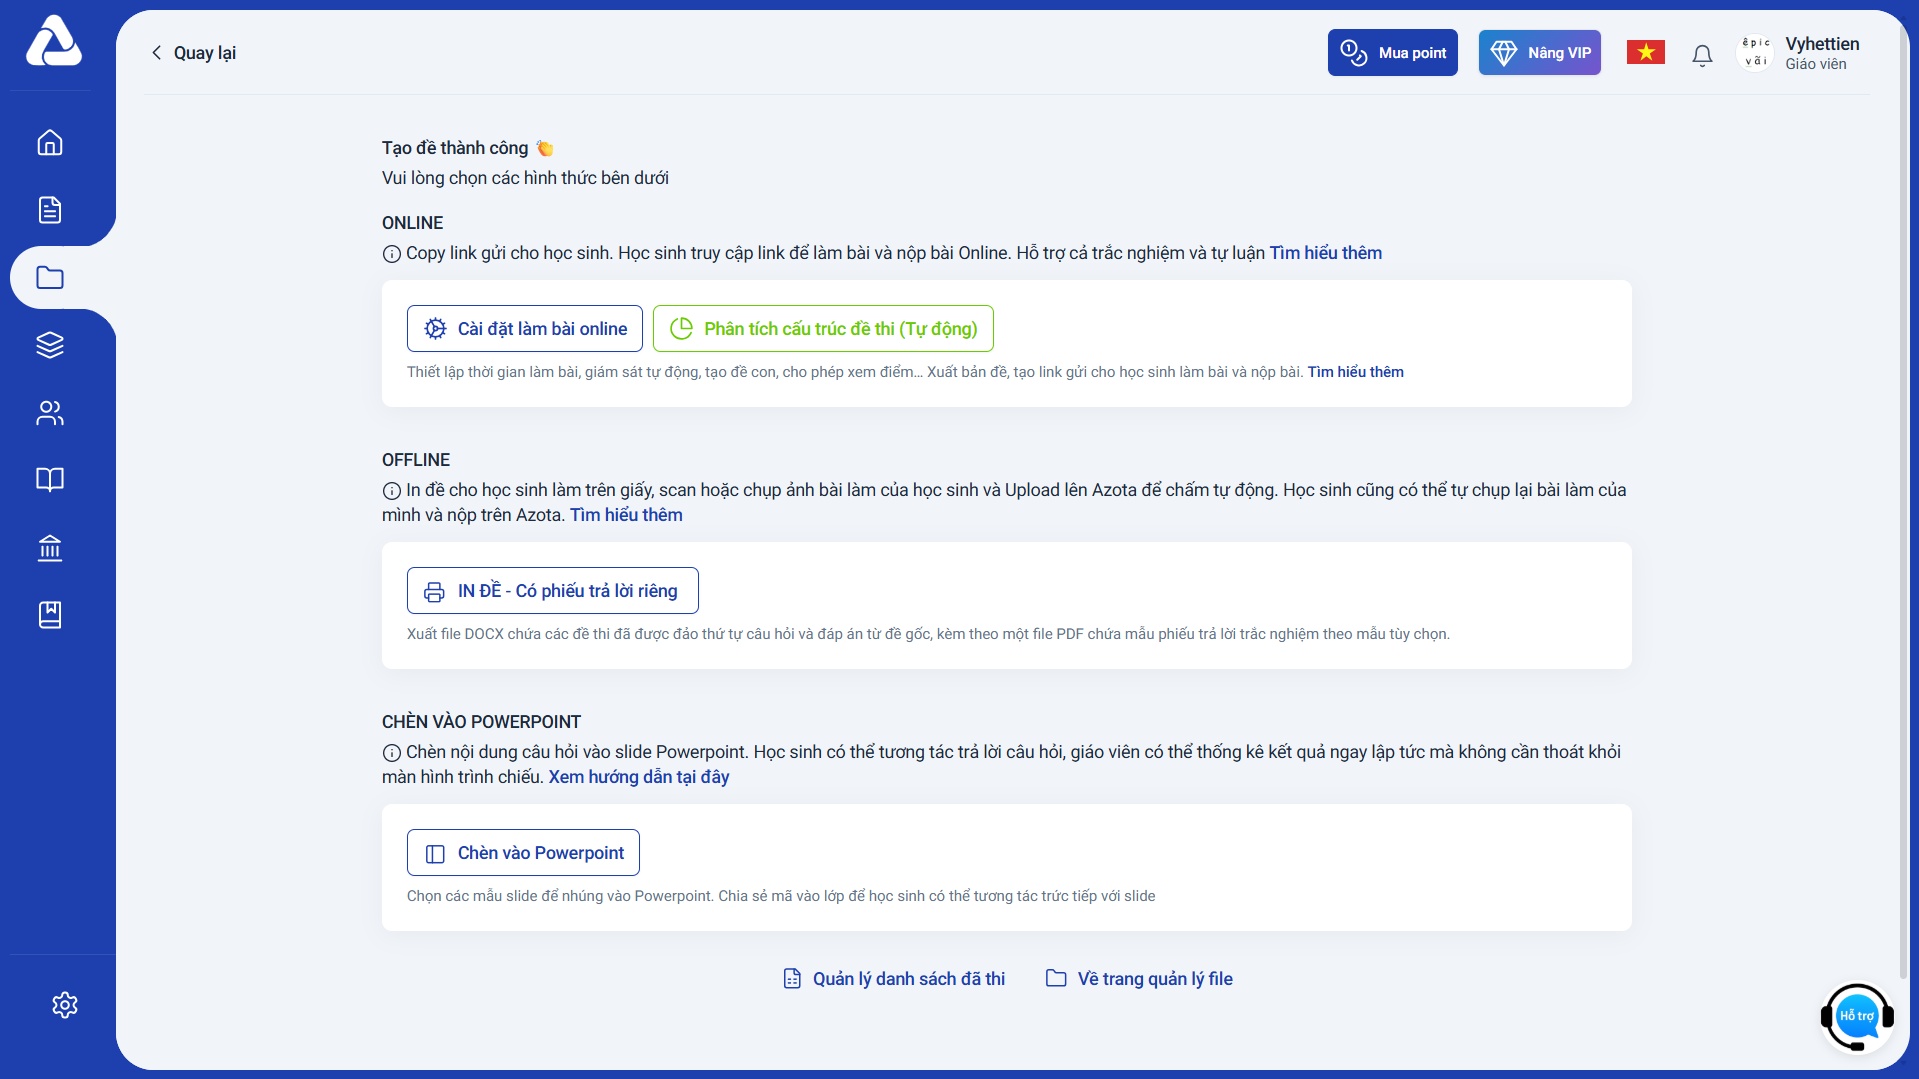 Quay lại
Mua point
Nâng VIP
ê p i c
v ã i
Vyhettien
Giáo viên
Tạo đề thành công 👏
Vui lòng chọn các hình thức bên dưới
ONLINE
Copy link gửi cho học sinh. Học sinh truy cập link để làm bài và nộp bài Online. Hỗ trợ cả trắc nghiệm và tự luận Tìm hiểu thêm
Cài đặt làm bài online
Phân tích cấu trúc đề thi (Tự động)
Thiết lập thời gian làm bài, giám sát tự động, tạo đề con, cho phép xem điểm... Xuất bản đề, tạo link gửi cho học sinh làm bài và nộp bài. Tìm hiểu thêm
OFFLINE
In đề cho học sinh làm trên giấy, scan hoặc chụp ảnh bài làm của học sinh và Upload lên Azota để chấm tự động. Học sinh cũng có thể tự chụp lại bài làm của
mình và nộp trên Azota. Tìm hiểu thêm
IN ĐỀ - Có phiếu trả lời riêng
Xuất file DOCX chứa các đề thi đã được đảo thứ tự câu hỏi và đáp án từ đề gốc, kèm theo một file PDF chứa mẫu phiếu trả lời trắc nghiệm theo mẫu tùy chọn.
CHÈN VÀO POWERPOINT
Chèn nội dung câu hỏi vào slide Powerpoint. Học sinh có thể tương tác trả lời câu hỏi, giáo viên có thể thống kê kết quả ngay lập tức mà không cần thoát khỏi
màn hình trình chiếu. Xem hướng dẫn tại đây
Chèn vào Powerpoint
Chọn các mẫu slide để nhúng vào Powerpoint. Chia sẻ mã vào lớp để học sinh có thể tương tác trức tiếp với slide
Quản lý danh sách đã thi
Về trang quản lý file
Hỗ trợ